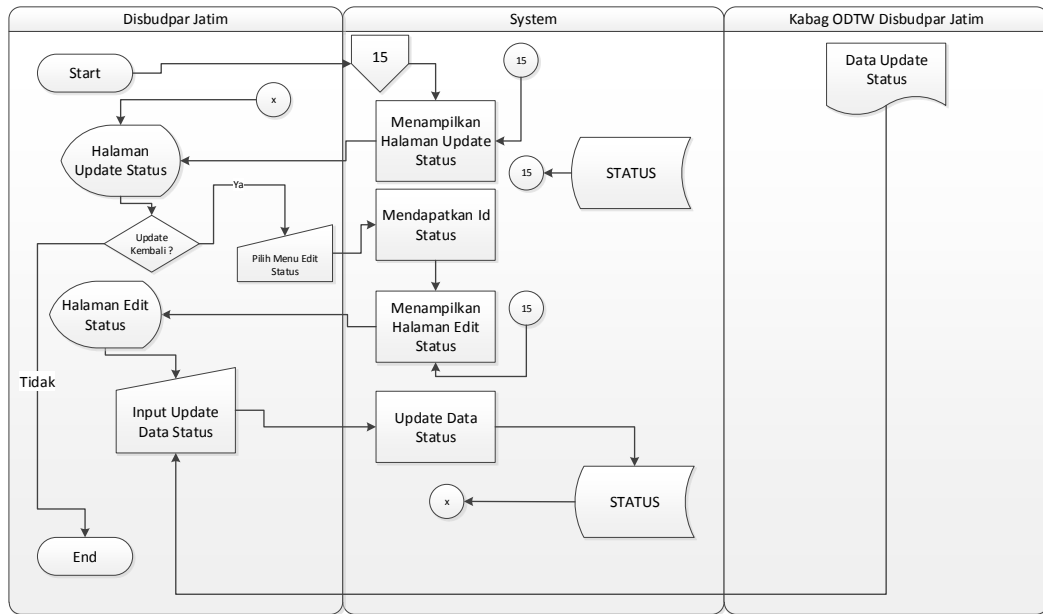 Disbudpar Jatim
System
Kabag ODTW Disbudpar Jatim
Start
15
15
Data Update
Status
x
Menampilkan
Halaman Update
Status
Halaman
Update Status
15
STATUS
Ya
Mendapatkan Id
Status
Update
Kembali ?
Pilih Menu Edit
Status
Halaman Edit
Status
Menampilkan
Halaman Edit
Status
15
Tidak
Input Update
Data Status
Update Data
Status
x
STATUS
End